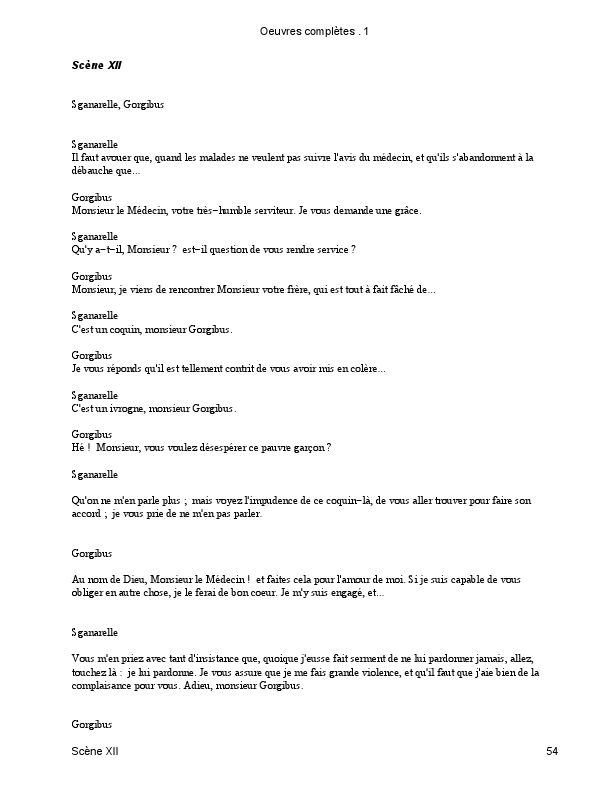 Oeuvres complètes . 1
Scène XII
Sganarelle, Gorgibus
Sganarelle
Il faut avouer que, quand les malades ne veulent pas suivre l'avis du médecin, et qu'ils s'abandonnent à la
débauche que...
Gorgibus
Monsieur le Médecin, votre très−humble serviteur. Je vous demande une grâce.
Sganarelle
Qu'y a−t−il, Monsieur ? est−il question de vous rendre service ?
Gorgibus
Monsieur, je viens de rencontrer Monsieur votre frère, qui est tout à fait fâché de...
Sganarelle
C'est un coquin, monsieur Gorgibus.
Gorgibus
Je vous réponds qu'il est tellement contrit de vous avoir mis en colère...
Sganarelle
C'est un ivrogne, monsieur Gorgibus.
Gorgibus
Hé ! Monsieur, vous voulez désespérer ce pauvre garçon ?
Sganarelle
Qu'on ne m'en parle plus ; mais voyez l'impudence de ce coquin−là, de vous aller trouver pour faire son
accord ; je vous prie de ne m'en pas parler.
Gorgibus
Au nom de Dieu, Monsieur le Médecin ! et faites cela pour l'amour de moi. Si je suis capable de vous
obliger en autre chose, je le ferai de bon coeur. Je m'y suis engagé, et...
Sganarelle
Vous m'en priez avec tant d'insistance que, quoique j'eusse fait serment de ne lui pardonner jamais, allez,
touchez là : je lui pardonne. Je vous assure que je me fais grande violence, et qu'il faut que j'aie bien de la
complaisance pour vous. Adieu, monsieur Gorgibus.
Gorgibus
Scène XII 54